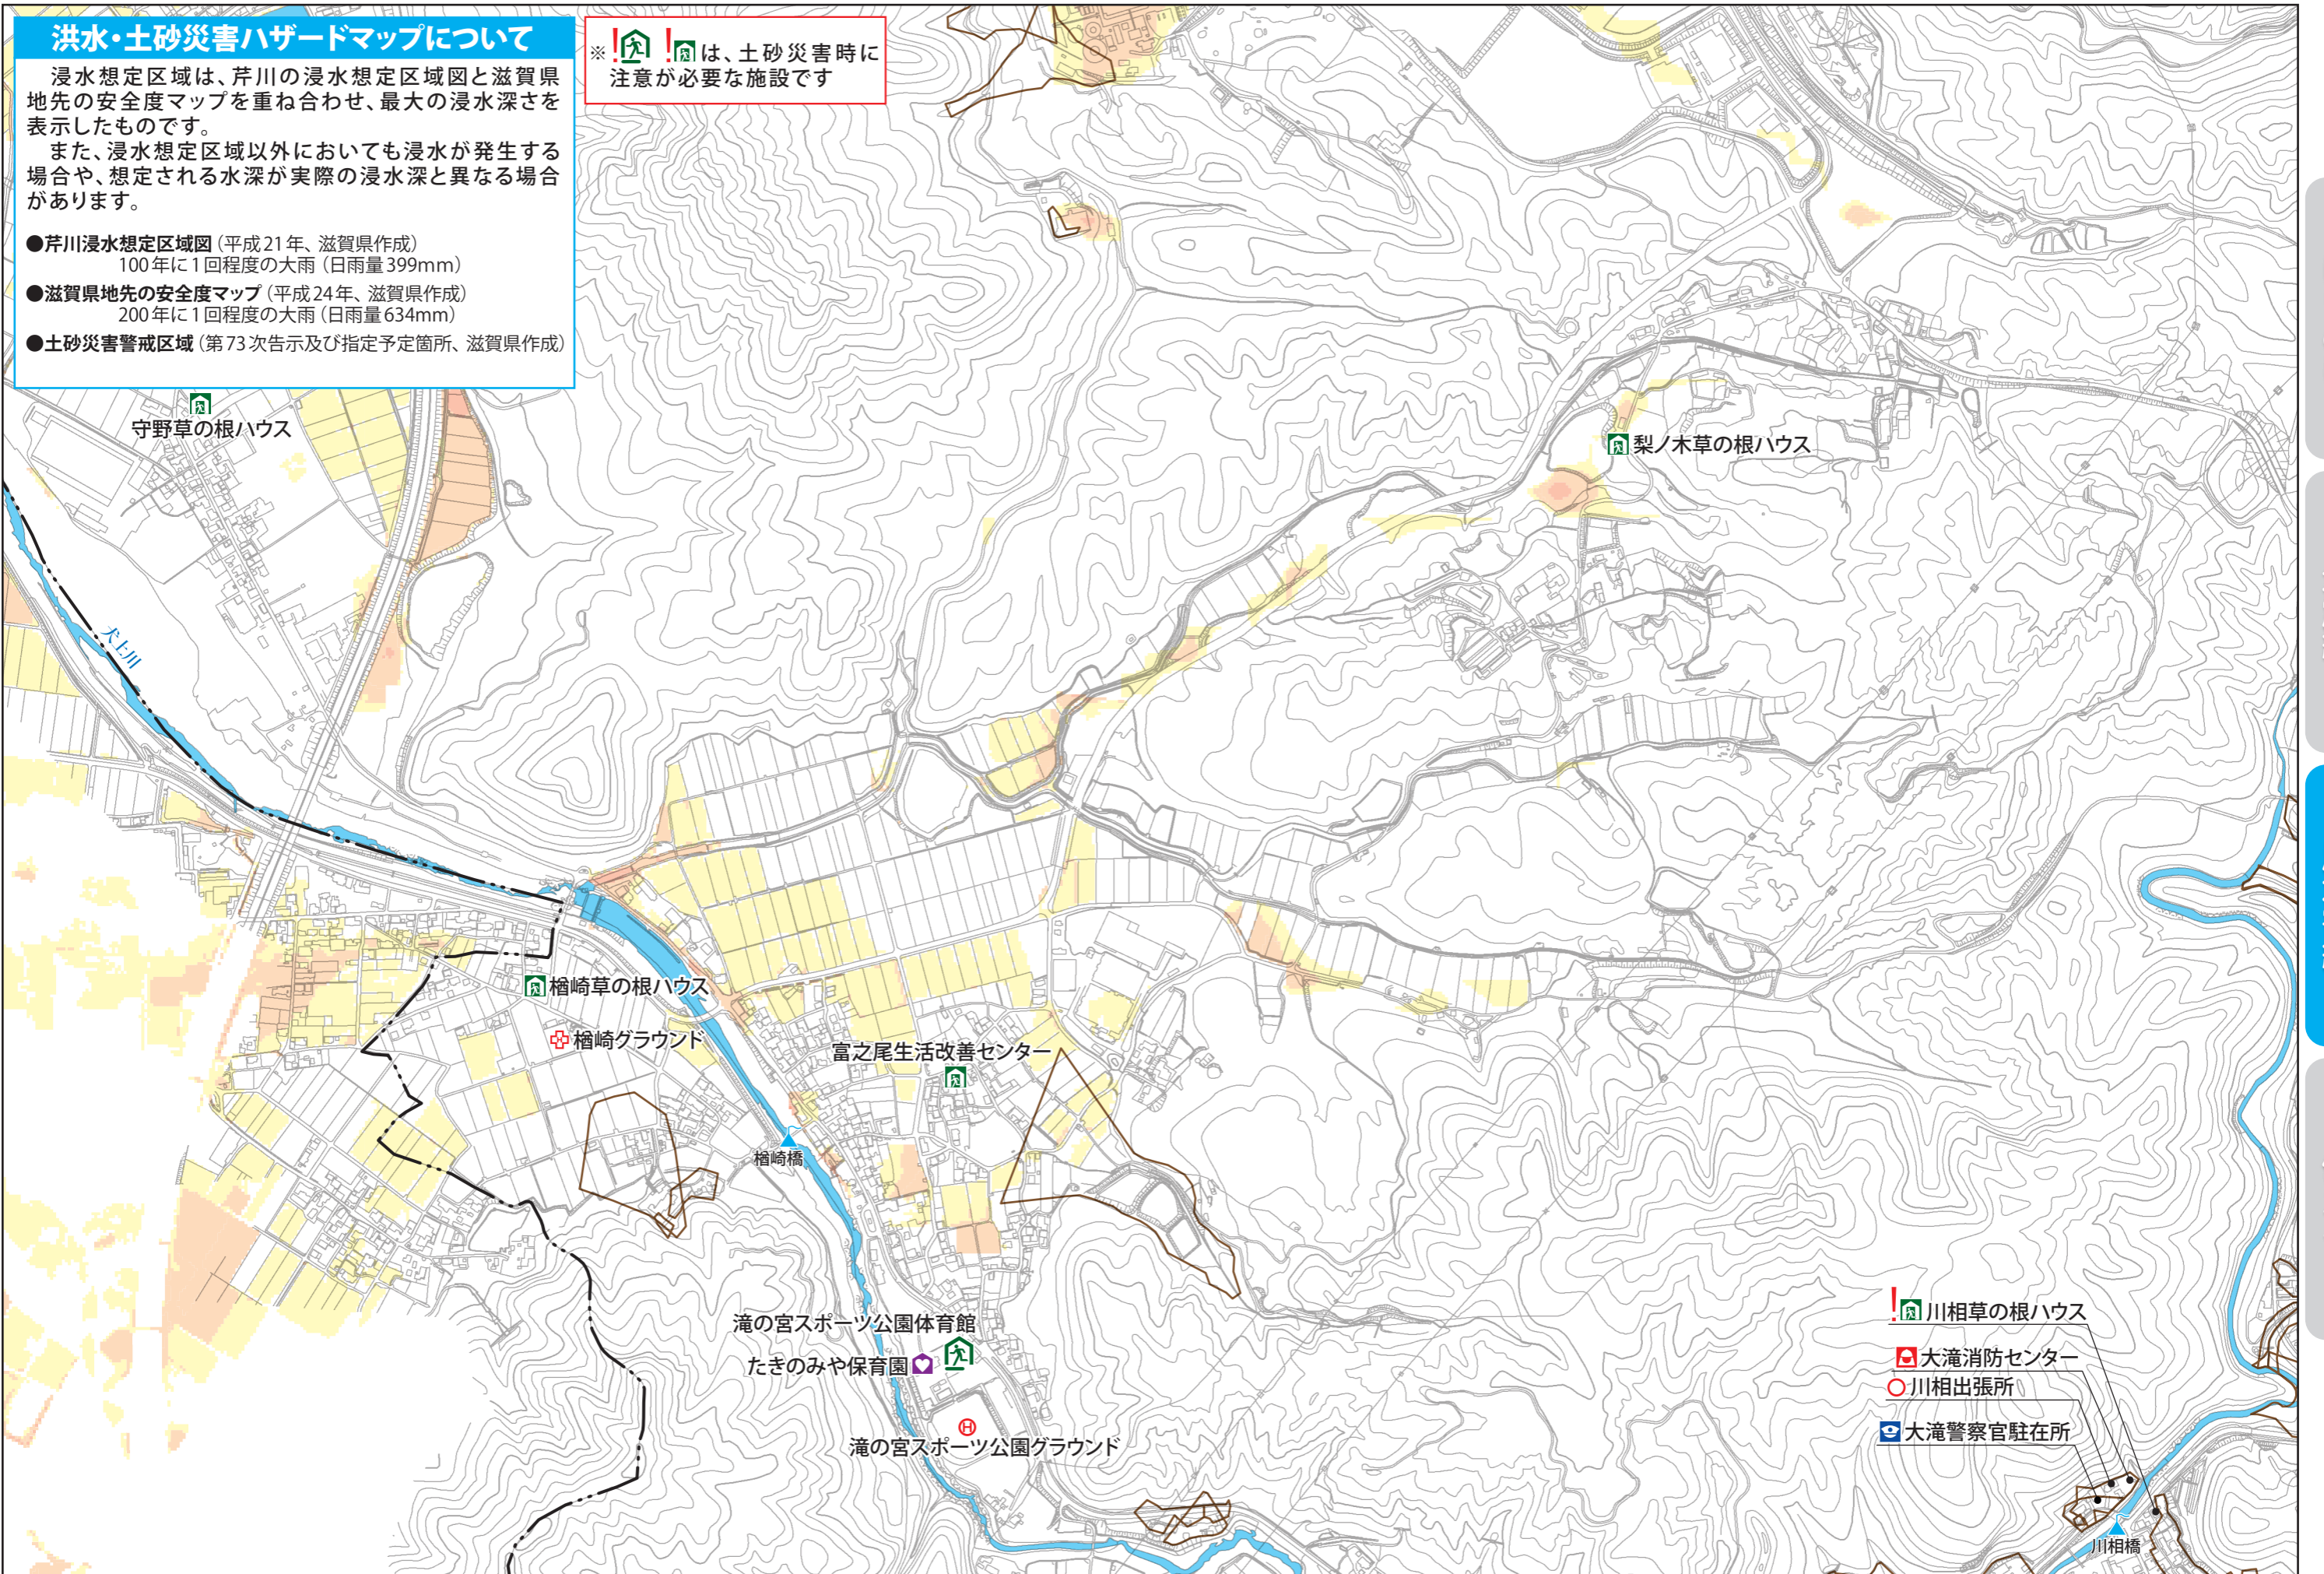 洪水・土砂災害ハザードマップについて
浸水想定区域は、芹川の浸水想定区域図と滋賀県
地先の安全度マップを重ね合わせ、最大の浸水深さを
表示したものです。
また、浸水想定区域以外においても浸水が発生する
場合や、想定される水深が実際の浸水深と異なる場合
があります。
●芹川浸水想定区域図（平成21年、滋賀県作成）
100年に1回程度の大雨（日雨量399mm）
●滋賀県地先の安全度マップ（平成24年、滋賀県作成）
200年に1回程度の大雨（日雨量634mm）
●土砂災害警戒区域（第73次告示及び指定予定箇所、滋賀県作成）
※! !は、土砂災害時に
注意が必要な施設です
守野草の根ハウス
梨ノ木草の根ハウス
犬上川
楢崎草の根ハウス
楢崎グラウンド
富之尾生活改善センター
楢崎橋
滝の宮スポーツ公園体育館
たきのみや保育園
H
滝の宮スポーツ公園グラウンド
!川相草の根ハウス
大滝消防センター
川相出張所
大滝警察官駐在所
川相橋